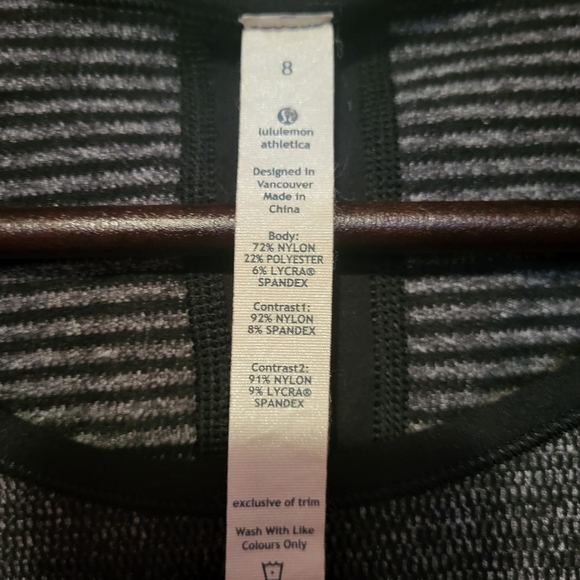 8
lululemon
athletica
Designed in
Vancouver
Made in
China
Body:
72% NYLON
22% POLYESTER
6% LYCRA®
SPANDEX
Contrast1:
92% NYLON
8% SPANDEX
Contrast2:
91% NYLON
9% LYCRA®
SPANDEX
exclusive of trim
Wash With Like
Colours Only